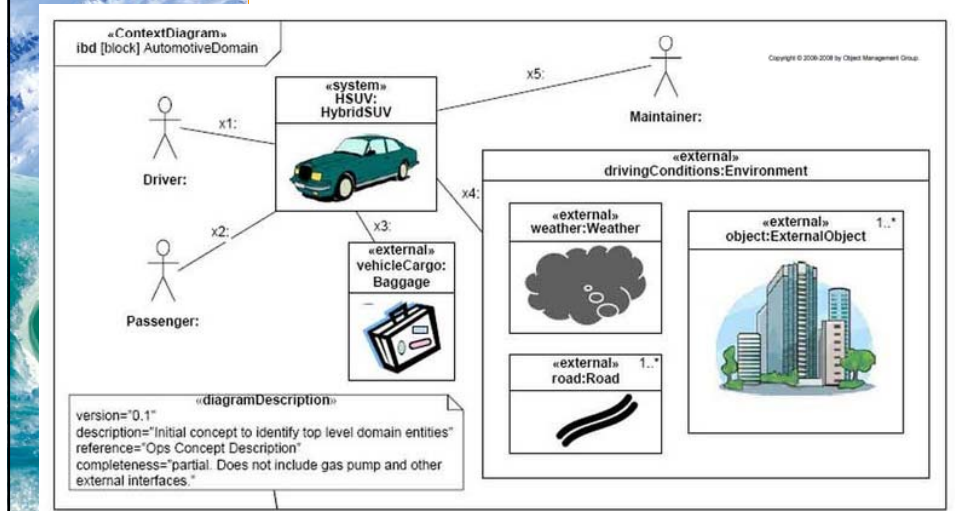 «ContextDiagram»
ibd [block] AutomotiveDomain
Copyright © 2006-2008 by Object Management Group.
«system»
HSUV:
HybridSUV
x5:
Maintainer:
x1:
Driver:
«external»
drivingConditions:Environment
x4:
x2:
x3:
«external»
vehicleCargo:
Baggage
«external»
weather:Weather
«external» 1..*
object:ExternalObject
Passenger:
«external» 1..*
road:Road
«diagramDescription»
version="0.1"
description="Initial concept to identify top level domain entities"
reference="Ops Concept Description"
completeness="partial. Does not include gas pump and other
external interfaces."